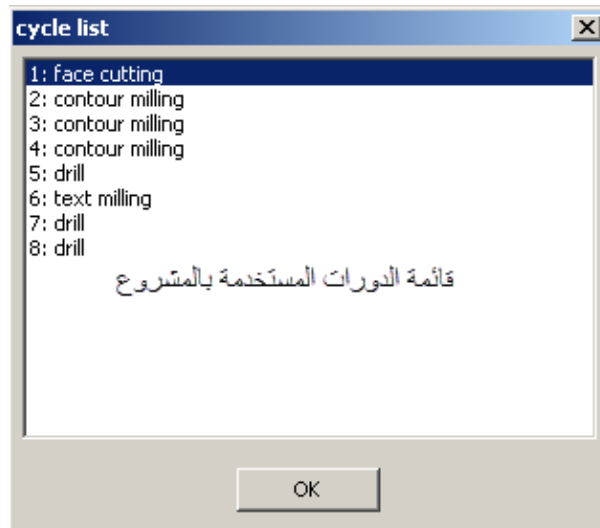 cycle list
1: face cutting
2: contour milling
3: contour milling
4: contour milling
5: drill
6: text milling
7: drill
8: drill
قائمة الدورات المستخدمة بالمشروع
OK